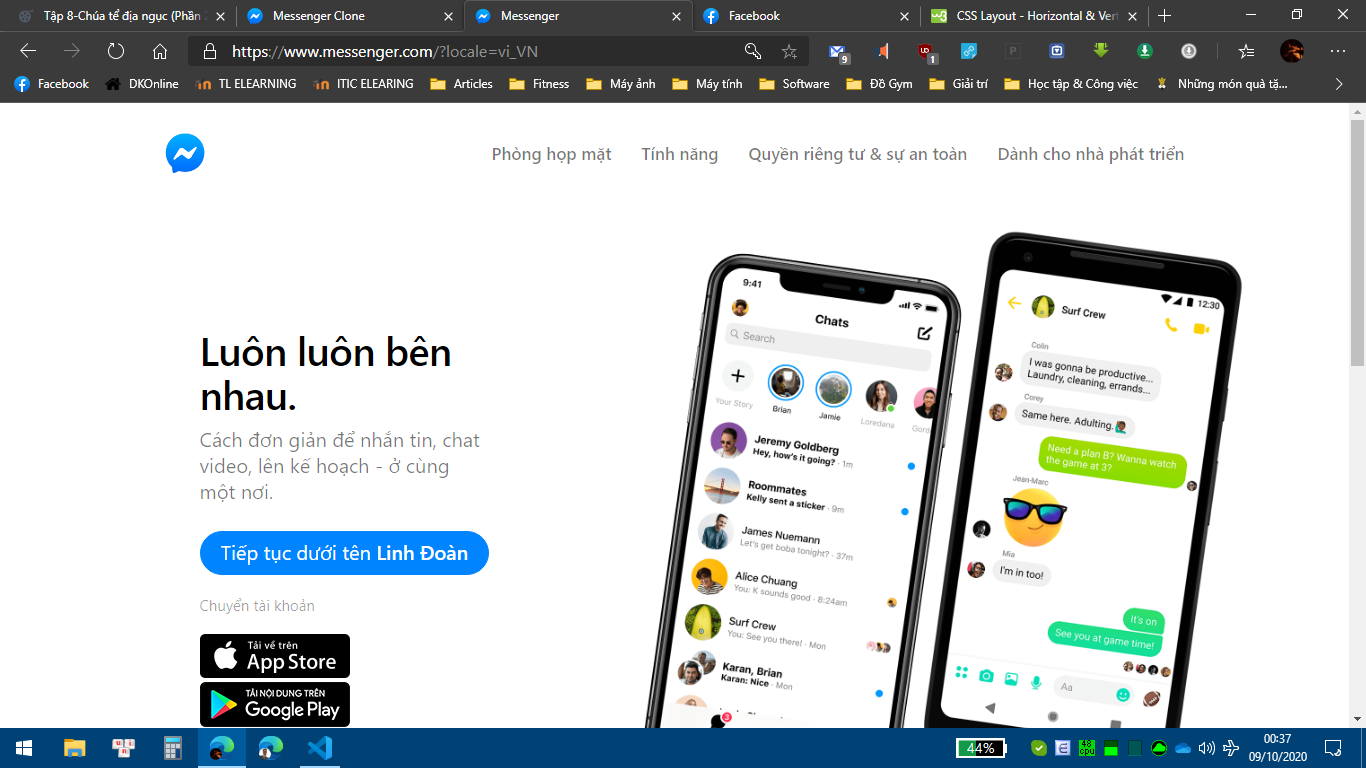 Tập 8-Chúa tể địa ngục (Phần
Messenger Clone
Messenger
Facebook
CSS Layout - Horizontal & Vert
https://www.messenger.com/?locale=vi_VN
9
UO
1
P
Facebook
DKOnline
TL ELEARNING
ITIC ELEARING
Articles
Fitness
Máy ảnh
Máy tính
Software
Đồ Gym
Giải trí
Học tập & Công việc
Những món quà tặ...
Phòng họp mặt
Tính năng
Quyền riêng tư & sự an toàn
Dành cho nhà phát triển
Luôn luôn bên
nhau.
Cách đơn giản để nhắn tin, chat
video, lên kế hoạch - ở cùng
một nơi.
Tiếp tục dưới tên Linh Đoàn
Chuyển tài khoản
Tải về trên
App Store
TẢI NỘI DUNG TRÊN
Google Play
9:41
Chats
Search
Your Story
Brian
Jamie
Loredana
Jeremy Goldberg
Hey, how's it going? · 1m
Roommates
Kelly sent a sticker · 9m
James Nuemann
Let's get boba tonight? · 37m
Alice Chuang
You: K sounds good · 8:24am
Surf Crew
You: See you there! · Mon
Karan, Brian
Karan: Nice · Mon
3
12:30
Surf Crew
Colin
I was gonna be productive...
Laundry, cleaning, errands...
Corey
Same here. Adulting.
Need a plan B? Wanna watch
the game at 3?
Jean-Marc
Mia
I'm in too!
It's on
See you at game time!
Aa
44%
48
cpu
00:37
09/10/2020